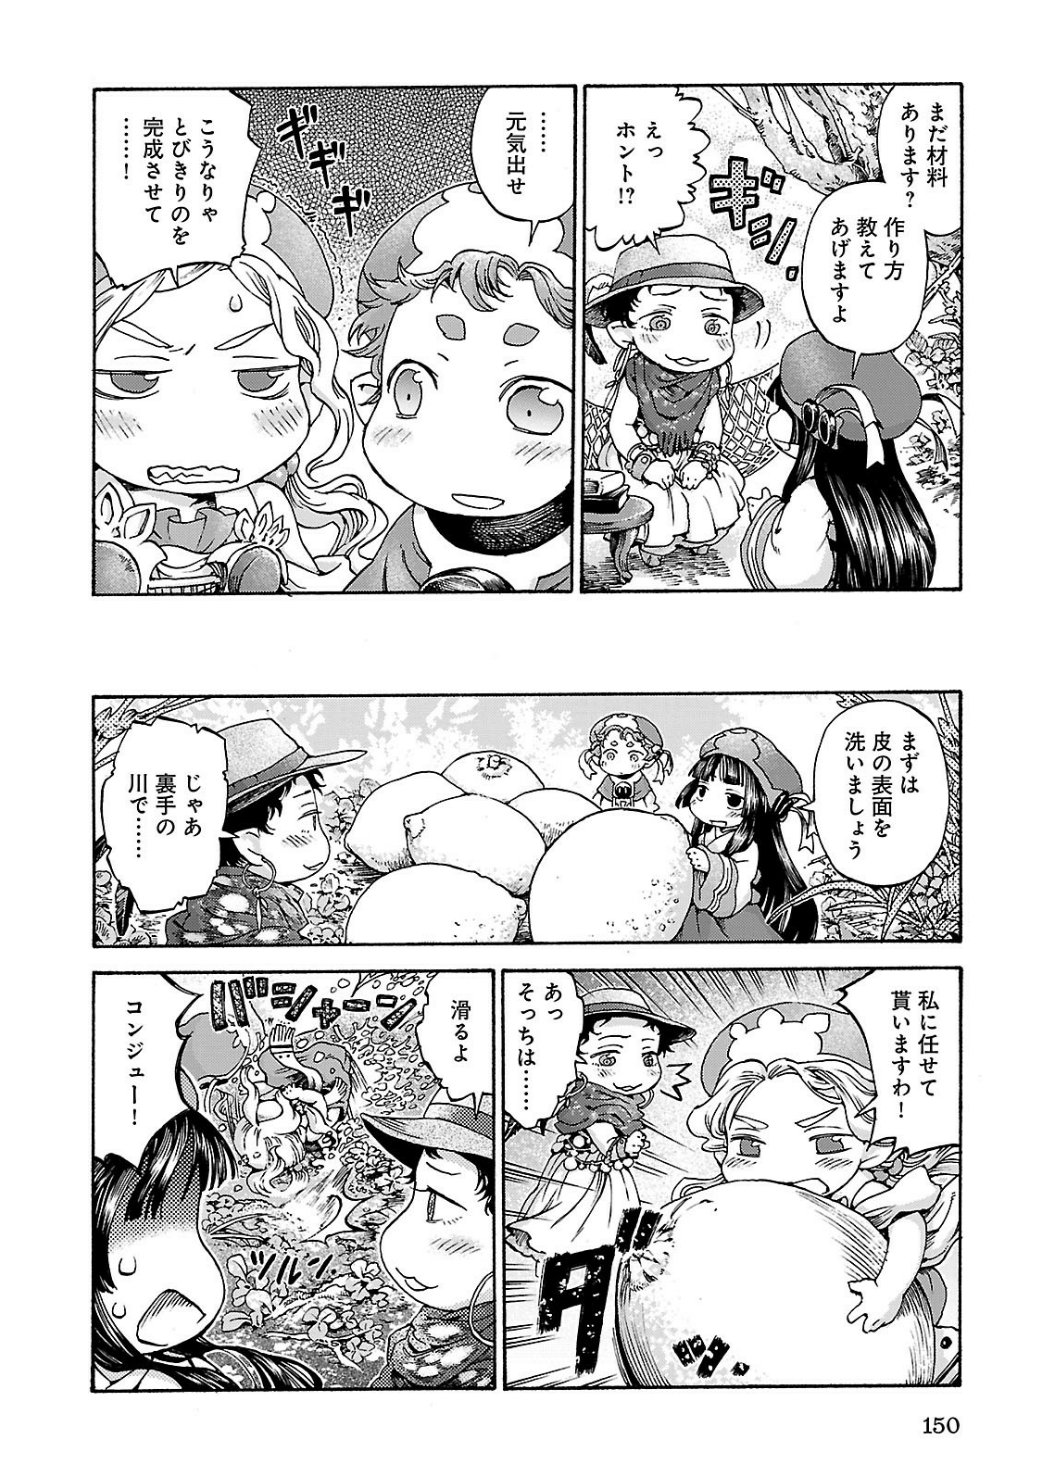 まだ材料
あります?
作り方
教えて
あげますよ
ギシ。
えっ
ホント!?
……
元気出せ
ギギギギ
こうなりゃ
とびきりのを
完成させて
……!
まずは
皮の表面を
洗いましょう
じゃあ
裏手の
川で……
私に任せて
貰いますわ!
あっ
そっちは……
ダッ。
滑るよ
バシャーーン
ツルン。
コンジュー!
150